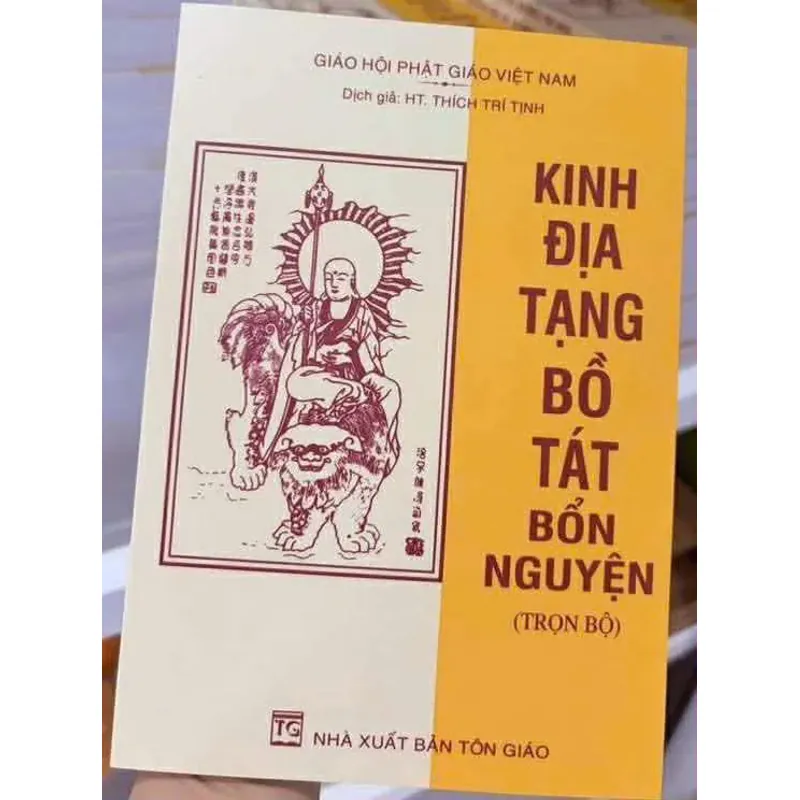 GIÁO HỘI PHẬT GIÁO VIỆT NAM
Dịch giả: HT. THÍCH TRÍ TỊNH
KINH
ĐỊA
TẠNG
BỒ
TÁT
BỔN
NGUYỆN
(TRỌN BỘ)
TG
NHÀ XUẤT BẢN TÔN GIÁO